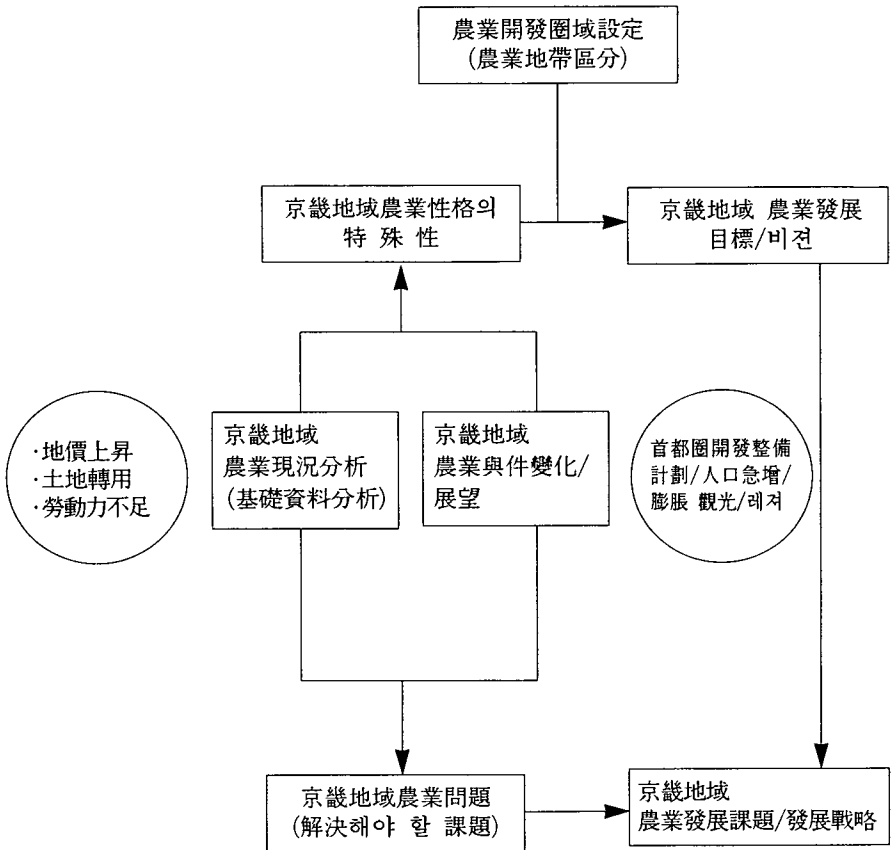 農業開發圈域設定
(農業地帶區分)
京畿地域農業性格의
特 殊 性
京畿地域 農業發展
目標/비젼
·地價上昇
·土地轉用
·勞動力不足
京畿地域
農業現況分析
(基礎資料分析)
京畿地域
農業與件變化/
展望
首都圈開發整備
計劃/人口急增/
膨脹 觀光/레져
京畿地域農業問題
(解決해야 할 課題)
京畿地域
農業發展課題/發展戰略